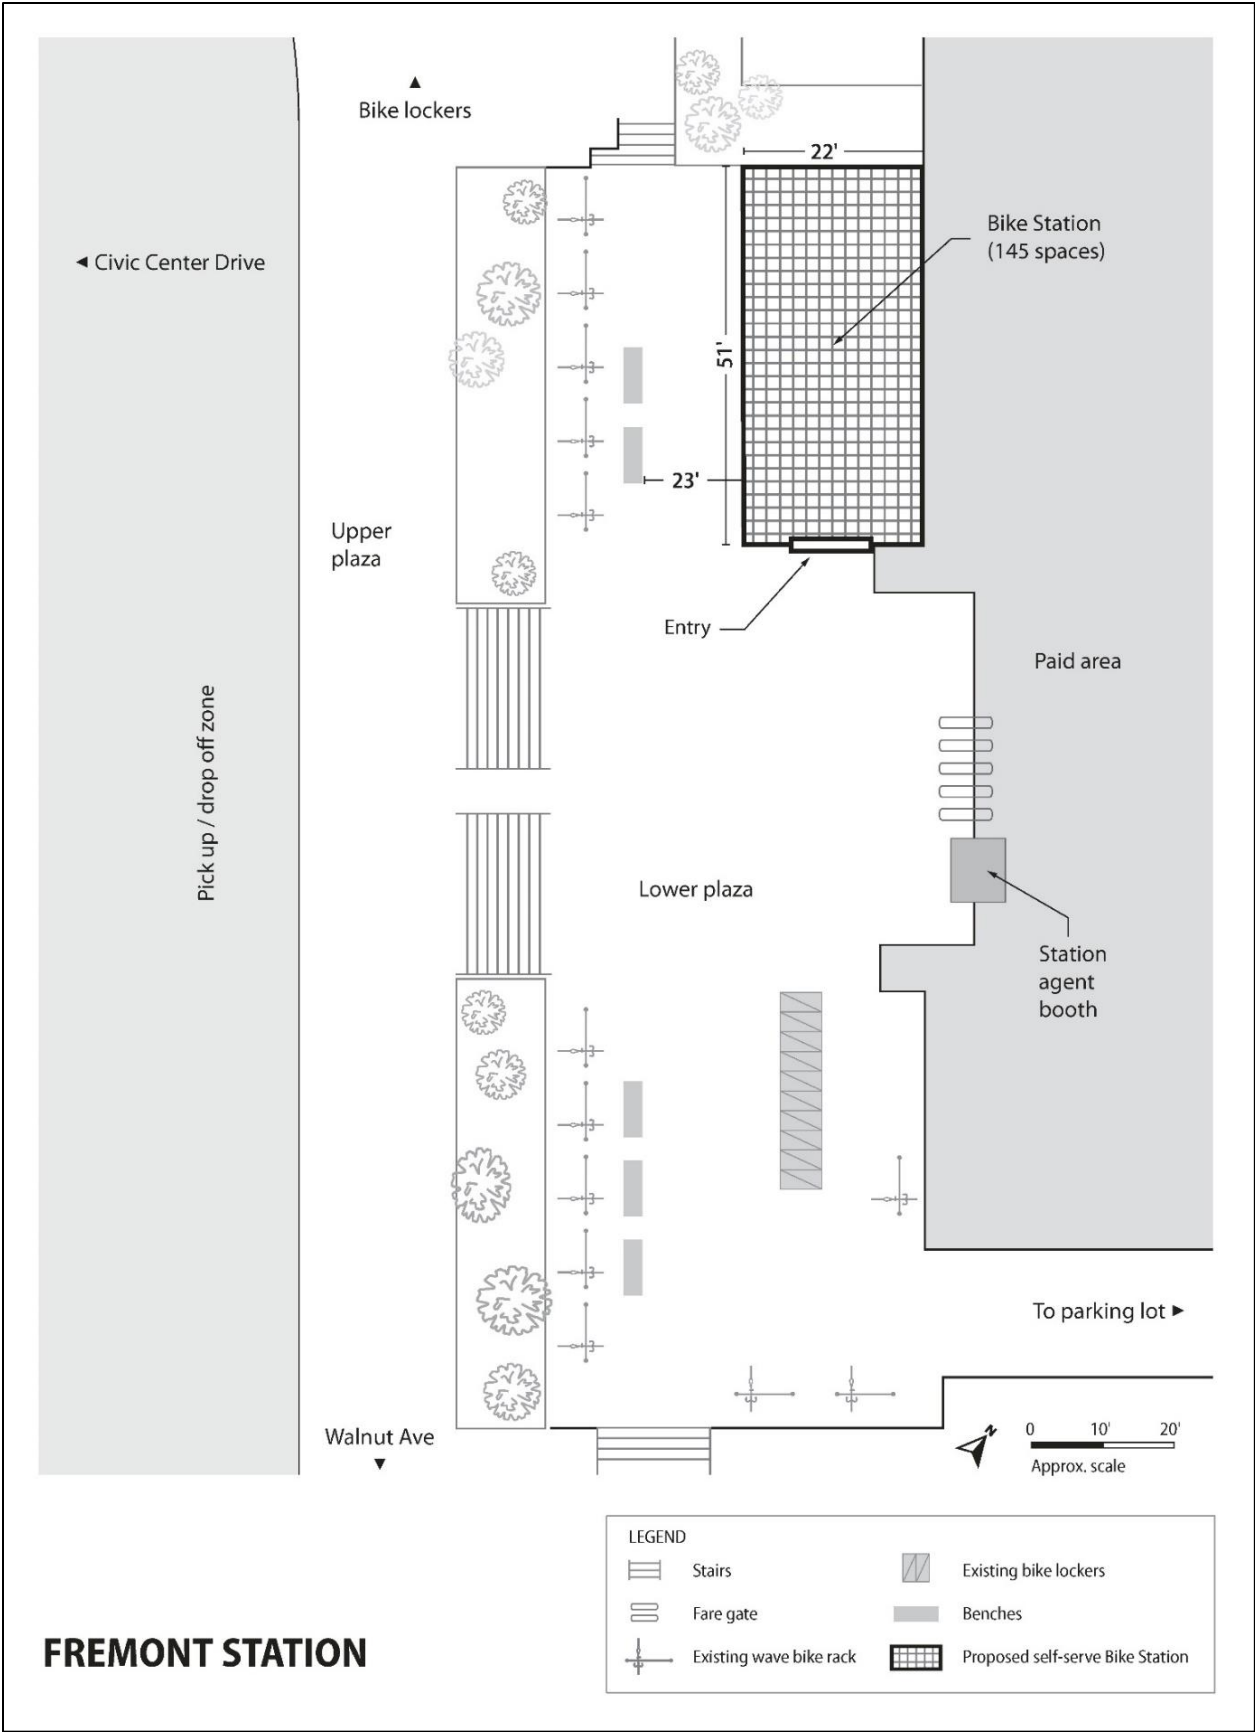 ▲
Bike lockers
22'
Bike Station
(145 spaces)
◄ Civic Center Drive
51'
23'
Upper
plaza
Entry
Paid area
Pick up / drop off zone
Lower plaza
Station
agent
booth
To parking lot ►
Walnut Ave
▼
N
0 10' 20'
Approx. scale
LEGEND
Stairs
Existing bike lockers
Fare gate
Benches
Existing wave bike rack
Proposed self-serve Bike Station
FREMONT STATION